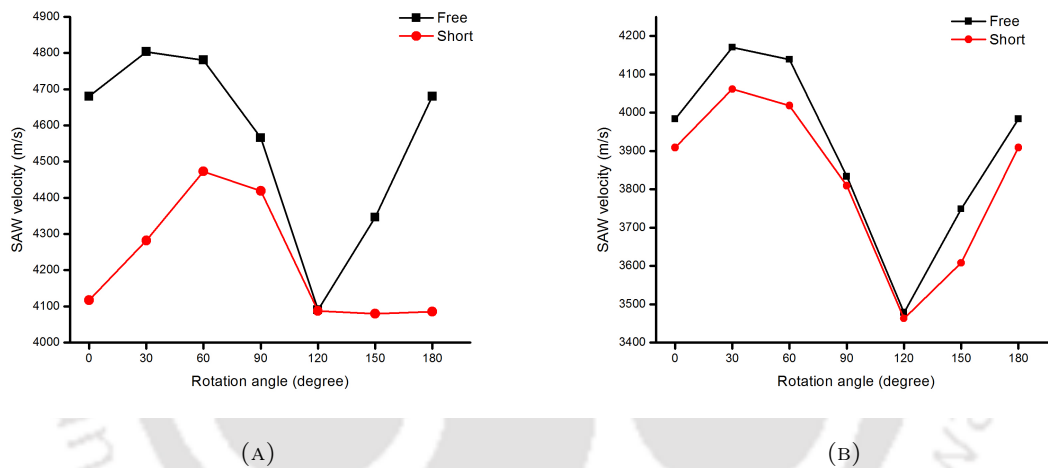 4900
4800
4700
4600
4500
4400
4300
4200
4100
4000
SAW velocity (m/s)
0 30 60 90 120 150 180
Rotation angle (degree)
Free
Short
(A)
4200
4100
4000
3900
3800
3700
3600
3500
3400
SAW velocity (m/s)
0 30 60 90 120 150 180
Rotation angle (degree)
Free
Short
(B)